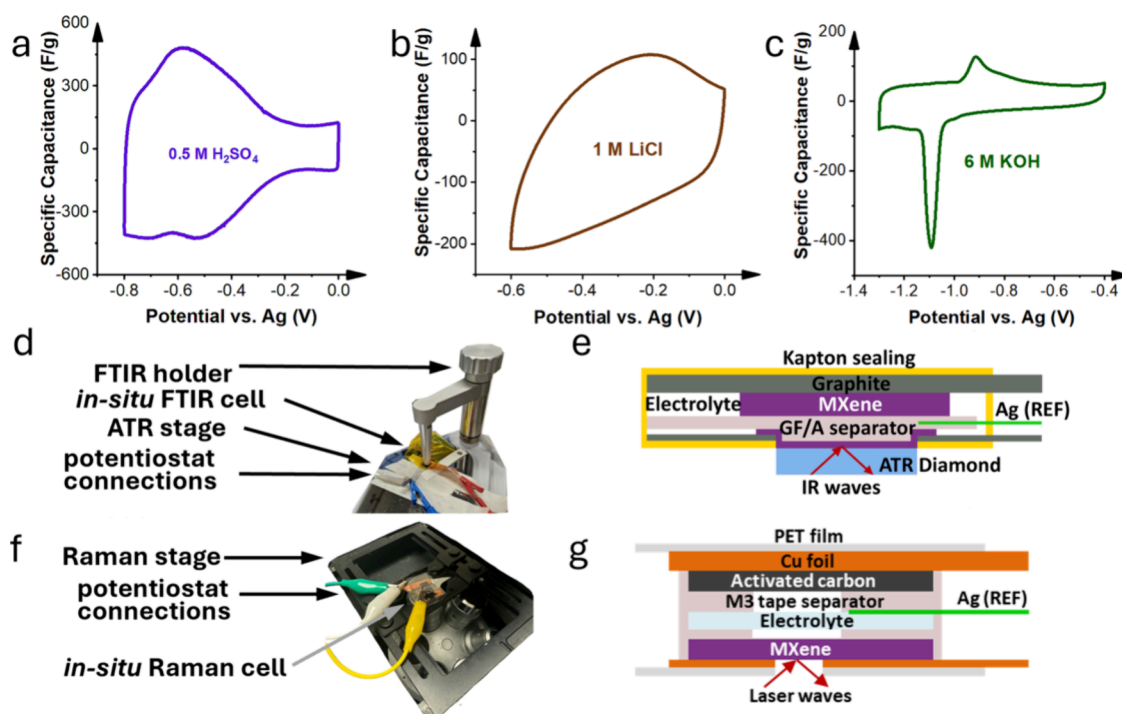 a
Specific Capacitance (F/g)
600
300
0
-300
-600
0.5 M H₂SO₄
-0.8 -0.6 -0.4 -0.2 0.0
Potential vs. Ag (V)
b
Specific Capacitance (F/g)
100
0
-100
-200
1 M LiCl
-0.6 -0.4 -0.2 0.0
Potential vs. Ag (V)
c
Specific Capacitance (F/g)
200
0
-200
-400
6 M KOH
-1.4 -1.2 -1.0 -0.8 -0.6 -0.4
Potential vs. Ag (V)
d
FTIR holder
in-situ FTIR cell
ATR stage
potentiostat
connections
e
Kapton sealing
Graphite
Electrolyte
MXene
Ag (REF)
GF/A separator
ATR Diamond
IR waves
f
Raman stage
potentiostat
connections
in-situ Raman cell
g
PET film
Cu foil
Activated carbon
M3 tape separator
Ag (REF)
Electrolyte
MXene
Laser waves